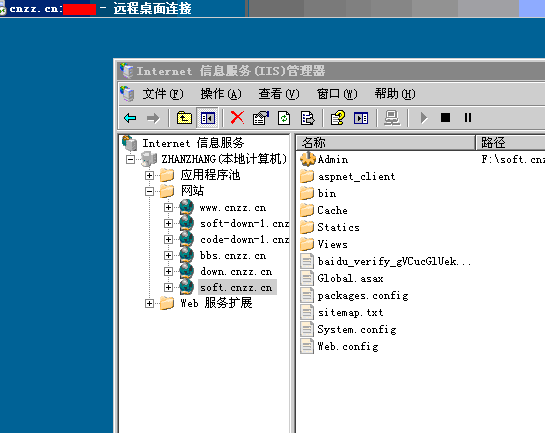 cnzz.cn: - 远程桌面连接
Internet 信息服务(IIS)管理器
文件(F) 操作(A) 查看(V) 窗口(W) 帮助(H)
Internet 信息服务
ZHANZHANG(本地计算机)
应用程序池
网站
www.cnzz.cn
soft-down-1.cnz
code-down-1.cnz
bbs.cnzz.cn
down.cnzz.cn
soft.cnzz.cn
Web 服务扩展
名称 路径
Admin F:\soft.cnz
aspnet_client
bin
Cache
Statics
Views
baidu_verify_gVCucGlUek...
Global.asax
packages.config
sitemap.txt
System.config
Web.config